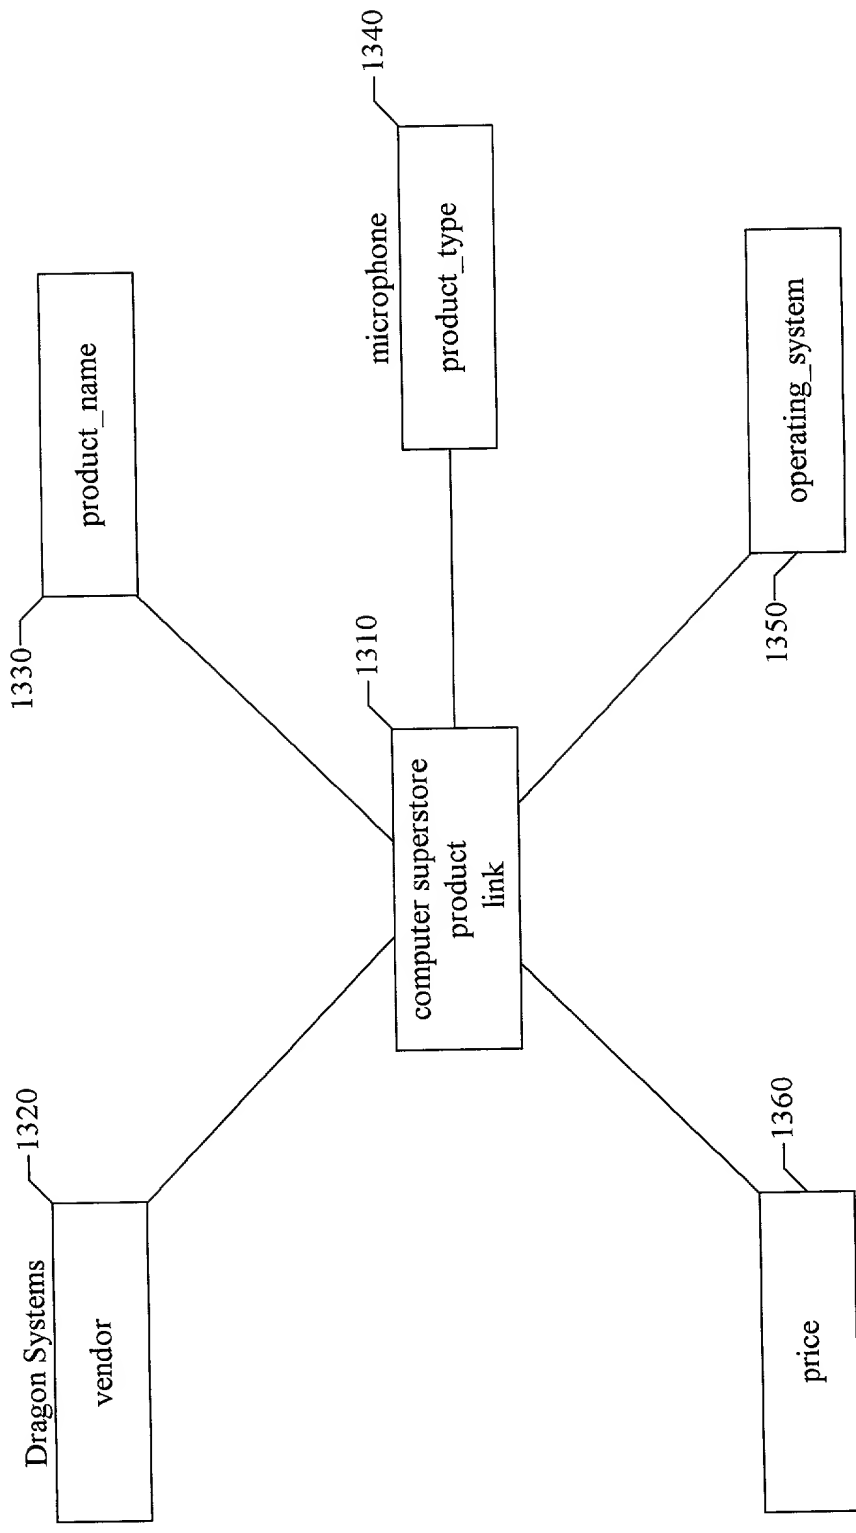 Dragon Systems
1320
vendor
1330
product_name
1310
computer superstore
product
link
1340
microphone
product_type
1360
price
1350
operating_system